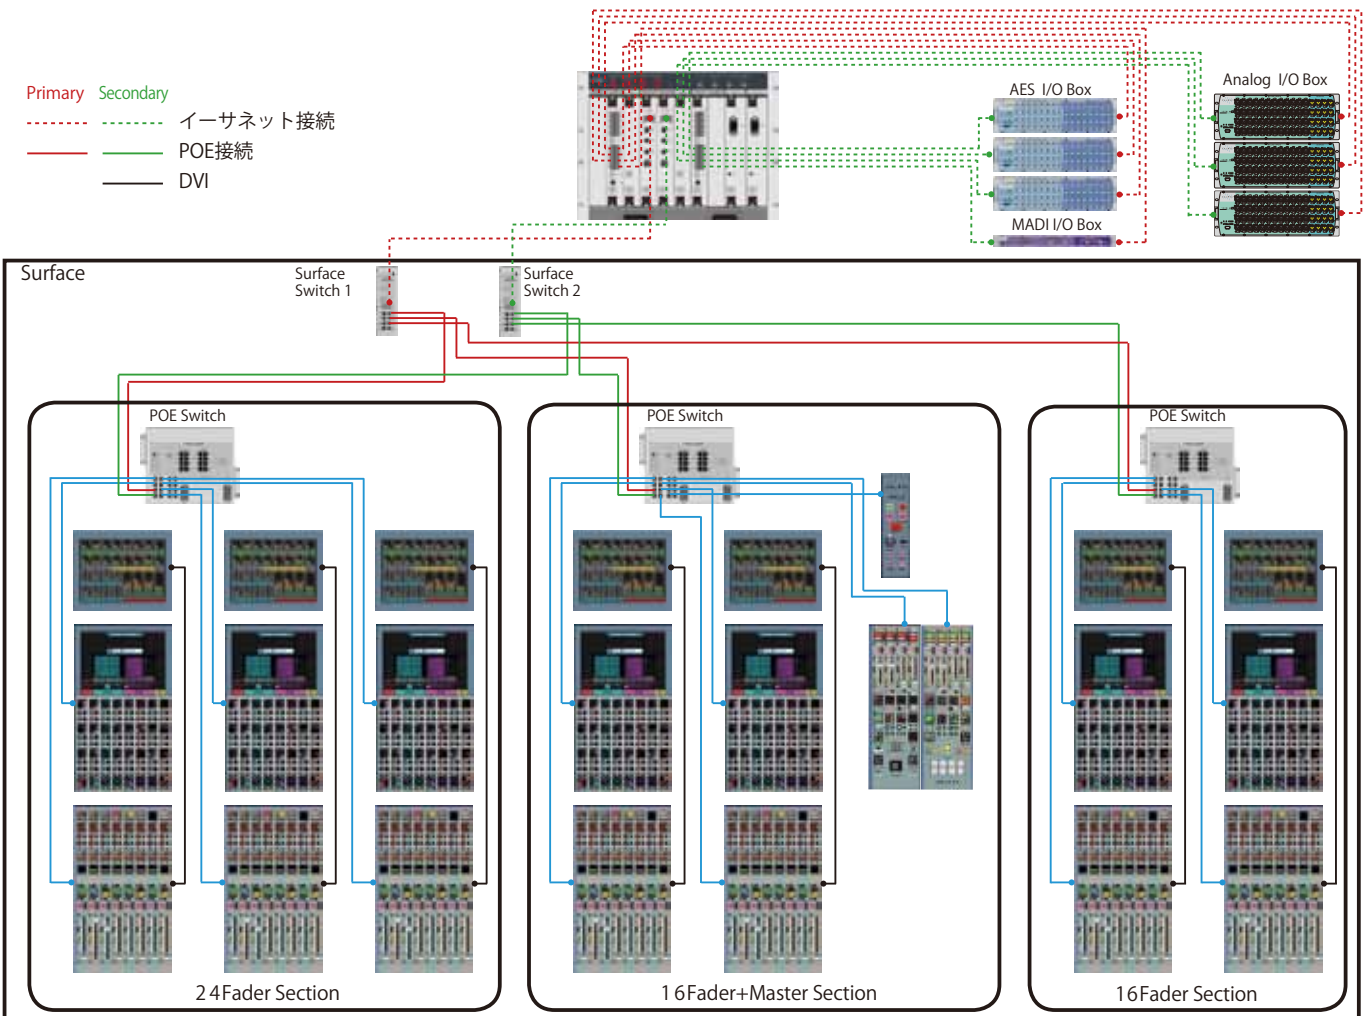 Primary Secondary
イーサネット接続
POE接続
DVI
AES I/O Box
Analog I/O Box
MADI I/O Box
Surface
Surface
Switch 1
Surface
Switch 2
POE Switch
POE Switch
POE Switch
24Fader Section
16Fader+Master Section
16Fader Section